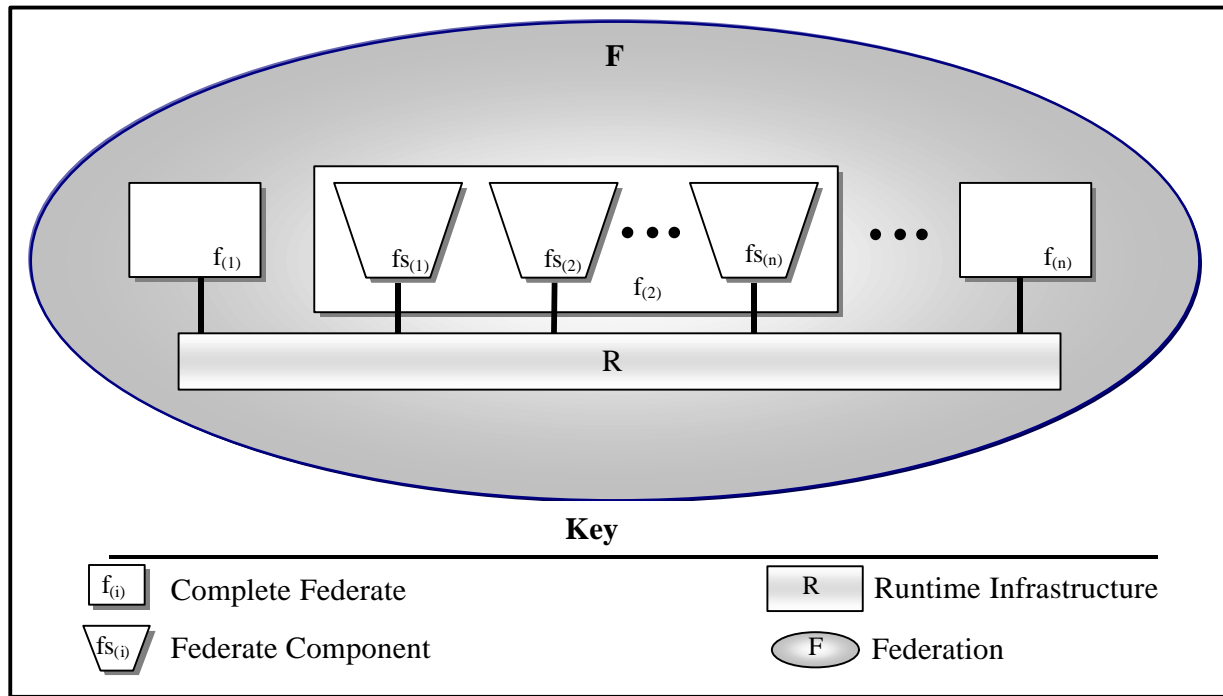 F
f(1) fs(1) fs(2) ••• fs(n) ••• f(n)
f(2)
R
Key
f(i) Complete Federate
R Runtime Infrastructure
fs(i) Federate Component
F Federation